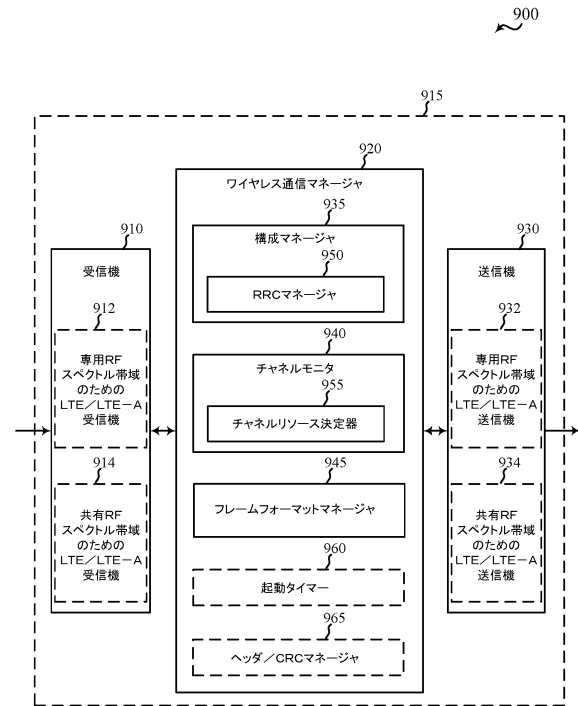 900
915
920
ワイヤレス通信マネージャ
935
構成マネージャ
950
RRCマネージャ
940
チャネルモニタ
955
チャネルリソース決定器
945
フレームフォーマットマネージャ
960
起動タイマー
965
ヘッダ/CRCマネージャ
910
受信機
912
専用RF
スペクトル帯域
のための
LTE/LTE-A
受信機
914
共有RF
スペクトル帯域
のための
LTE/LTE-A
受信機
930
送信機
932
専用RF
スペクトル帯域
のための
LTE/LTE-A
送信機
934
共有RF
スペクトル帯域
のための
LTE/LTE-A
送信機